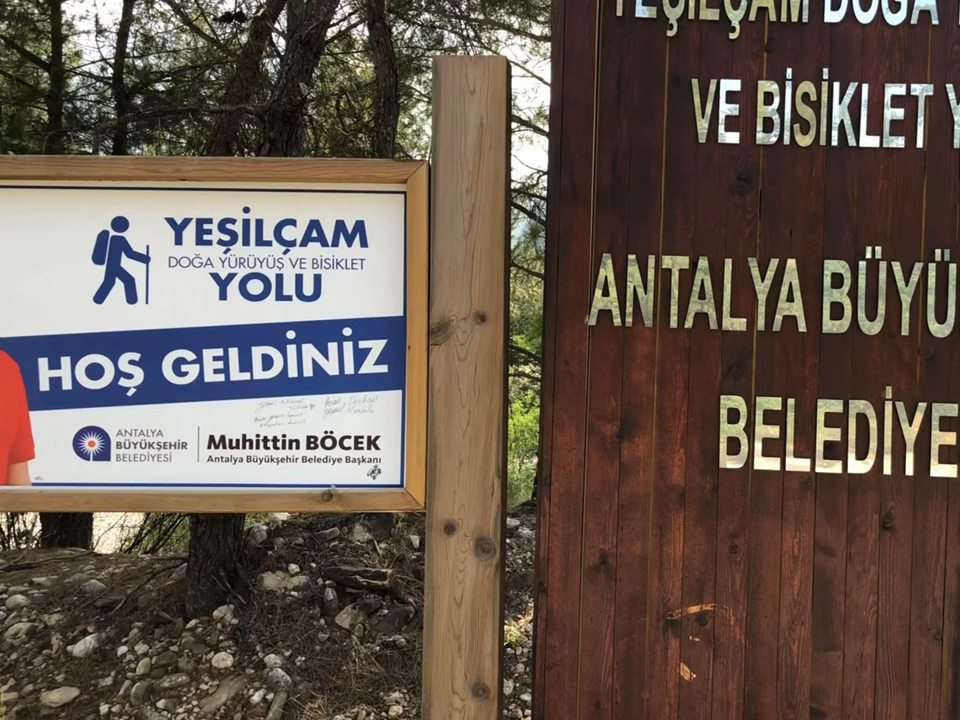 YEŞİLÇAM
DOĞA YÜRÜYÜŞ VE BİSİKLET
YOLU
HOŞ GELDİNİZ
ANTALYA
BÜYÜKŞEHİR
BELEDİYESİ
Muhittin BÖCEK
Antalya Büyükşehir Belediye Başkanı
YEŞİLÇAM DOĞA
VE BİSİKLET Y
ANTALYA BÜYÜ
BELEDİYE